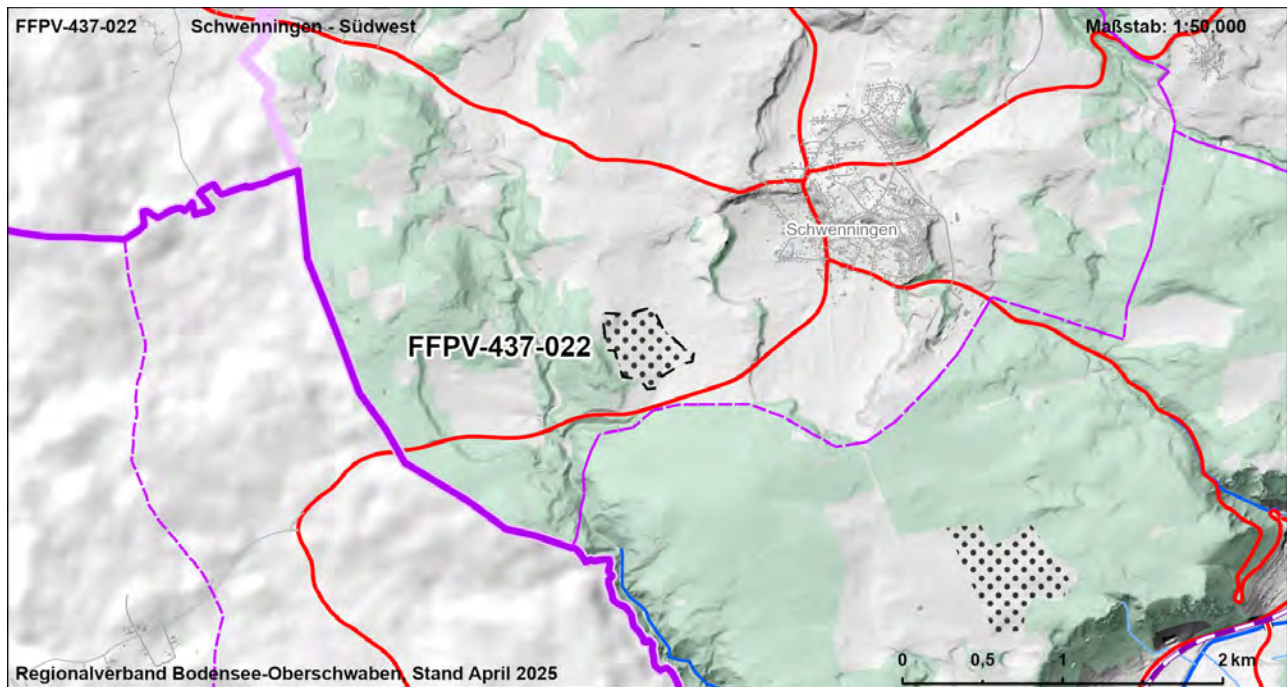 FFPV-437-022 Schwenningen - Südwest Maßstab: 1:50.000
Schwenningen
FFPV-437-022
0 0,5 1 2 km
Regionalverband Bodensee-Oberschwaben, Stand April 2025